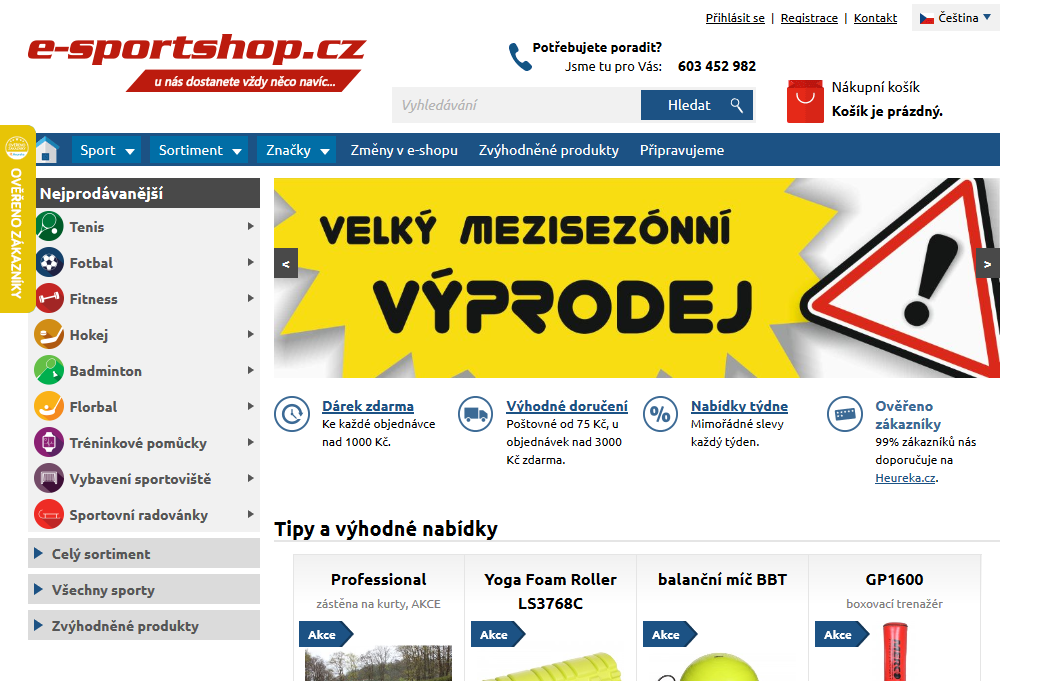 Přihlásit se | Registrace | Kontakt Čeština
e-sportshop.cz
u nás dostanete vždy něco navíc...
Potřebujete poradit?
Jsme tu pro Vás: 603 452 982
Vyhledávání Hledat
Nákupní košík
Košík je prázdný.
Sport Sortiment Značky Změny v e-shopu Zvýhodněné produkty Připravujeme
OVĚŘENO ZÁKAZNÍKY
Nejprodávanější
Tenis
Fotbal
Fitness
Hokej
Badminton
Florbal
Tréninkové pomůcky
Vybavení sportoviště
Sportovní radovánky
Celý sortiment
Všechny sporty
Zvýhodněné produkty
VELKÝ MEZISEZÓNNÍ
VÝPRODEJ
< >
Dárek zdarma
Ke každé objednávce
nad 1000 Kč.
Výhodné doručení
Poštovné od 75 Kč, u
objednávek nad 3000
Kč zdarma.
Nabídky týdne
Mimořádné slevy
každý týden.
Ověřeno
zákazníky
99% zákazníků nás
doporučuje na
Heureka.cz.
Tipy a výhodné nabídky
Professional
zástěna na kurty, AKCE
Akce
Yoga Foam Roller
LS3768C
Akce
balanční míč BBT
Akce
GP1600
boxovací trenažér
Akce